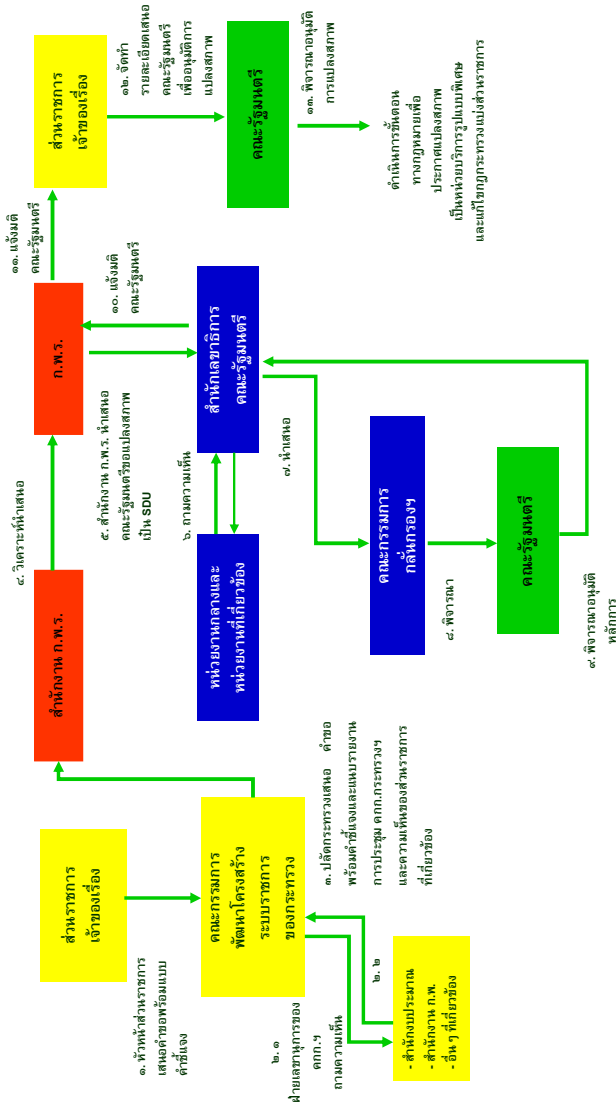 ส่วนราชการ
เจ้าของเรื่อง
๑. หัวหน้าส่วนราชการ
เสนอคำขอพร้อมแบบ
คำชี้แจง
คณะกรรมการ
พัฒนาโครงสร้าง
ระบบราชการ
ของกระทรวง
๒. ๑
ฝ่ายเลขานุการของ
คกก.ฯ
ถามความเห็น
๒. ๒
- สำนักงบประมาณ
- สำนักงาน ก.พ.
- อื่น ๆ ที่เกี่ยวข้อง
๓. ปลัดกระทรวงเสนอ คำขอ
พร้อมคำชี้แจงและแนบรายงาน
การประชุม คกก.กระทรวงฯ
และความเห็นของส่วนราชการ
ที่เกี่ยวข้อง
สำนักงาน ก.พ.ร.
๔. วิเคราะห์นำเสนอ
ก.พ.ร.
๕. สำนักงาน ก.พ.ร. นำเสนอ
คณะรัฐมนตรีขอแปลงสภาพ
เป็น SDU
สำนักเลขาธิการ
คณะรัฐมนตรี
๖. ถามความเห็น
หน่วยงานกลางและ
หน่วยงานที่เกี่ยวข้อง
๗. นำเสนอ
คณะกรรมการ
กลั่นกรองฯ
๘. พิจารณา
คณะรัฐมนตรี
๙. พิจารณาอนุมัติ
หลักการ
๑๐. แจ้งมติ
คณะรัฐมนตรี
๑๑. แจ้งมติ
คณะรัฐมนตรี
ส่วนราชการ
เจ้าของเรื่อง
๑๒. จัดทำ
รายละเอียดเสนอ
คณะรัฐมนตรี
เพื่ออนุมัติการ
แปลงสภาพ
คณะรัฐมนตรี
๑๓. พิจารณาอนุมัติ
การแปลงสภาพ
ดำเนินการขั้นตอน
ทางกฎหมายเพื่อ
ประกาศแปลงสภาพ
เป็นหน่วยบริการรูปแบบพิเศษ
และแก้ไขกฎกระทรวงแบ่งส่วนราชการ